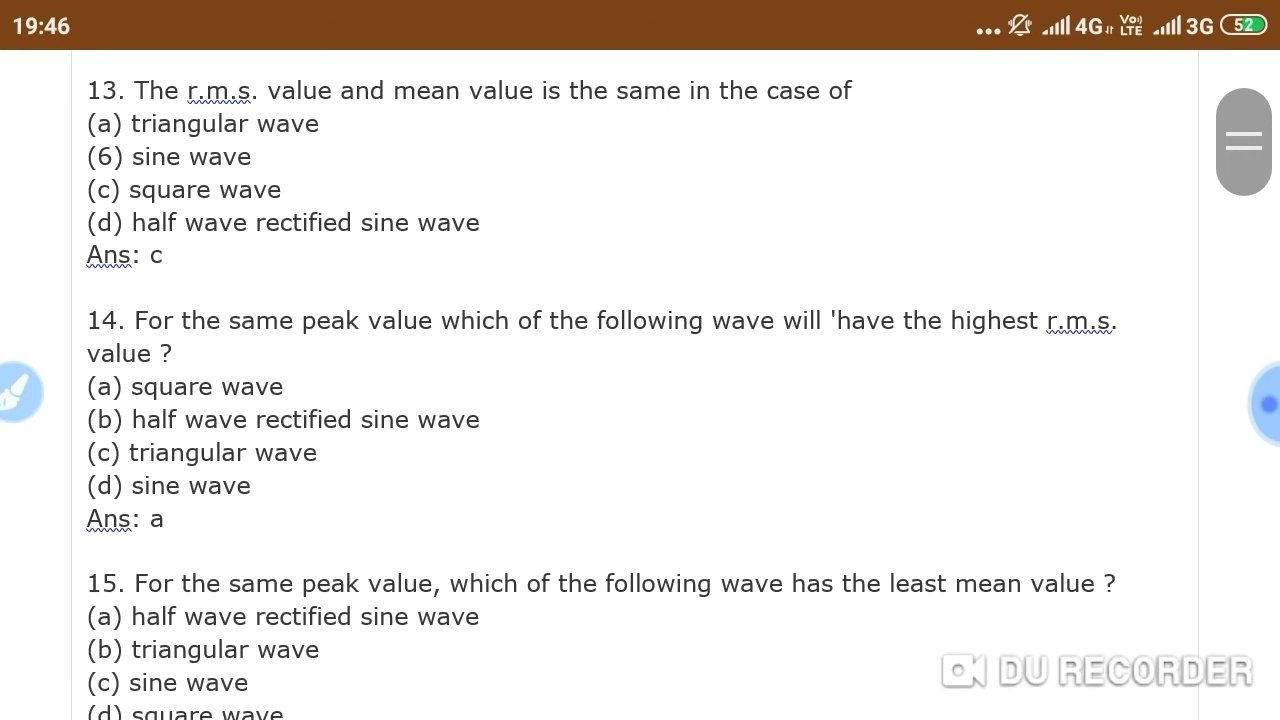 19:46
... 4G Vo)) LTE 3G 52
13. The r.m.s. value and mean value is the same in the case of
(a) triangular wave
(6) sine wave
(c) square wave
(d) half wave rectified sine wave
Ans: c
14. For the same peak value which of the following wave will 'have the highest r.m.s.
value ?
(a) square wave
(b) half wave rectified sine wave
(c) triangular wave
(d) sine wave
Ans: a
15. For the same peak value, which of the following wave has the least mean value ?
(a) half wave rectified sine wave
(b) triangular wave
(c) sine wave
(d) square wave
DU RECORDER